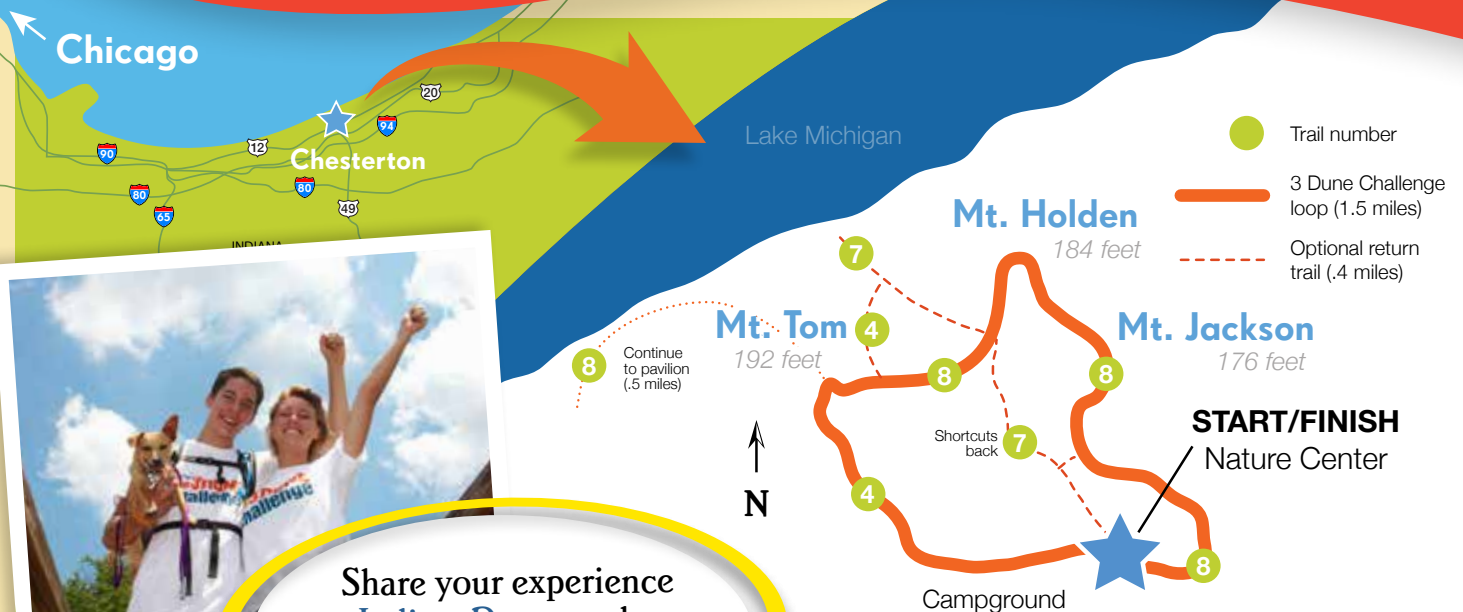 Chicago
20
94
12
Chesterton
90
80
80
65
49
INDIANA
Lake Michigan
Trail number
3 Dune Challenge
loop (1.5 miles)
Optional return
trail (.4 miles)
Mt. Holden
184 feet
7
Mt. Tom
192 feet
4
Mt. Jackson
176 feet
8
8
8
Continue
to pavilion
(.5 miles)
START/FINISH
Nature Center
Shortcuts
back
7
N
4
8
Campground
Challenge
Challenge
Share your experience